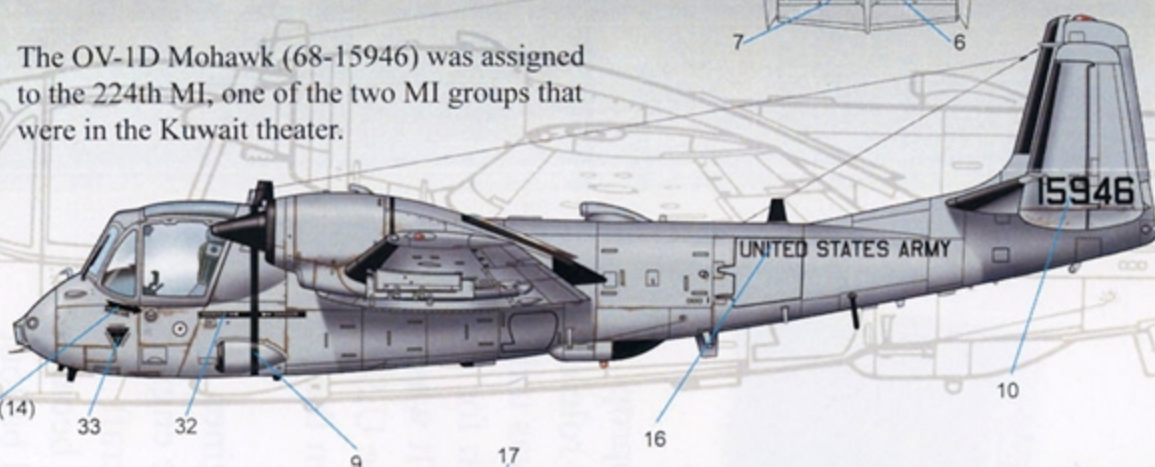 7
6
The OV-1D Mohawk (68-15946) was assigned
to the 224th MI, one of the two MI groups that
were in the Kuwait theater.
15946
UNITED STATES ARMY
(14)
33
32
9
17
16
10